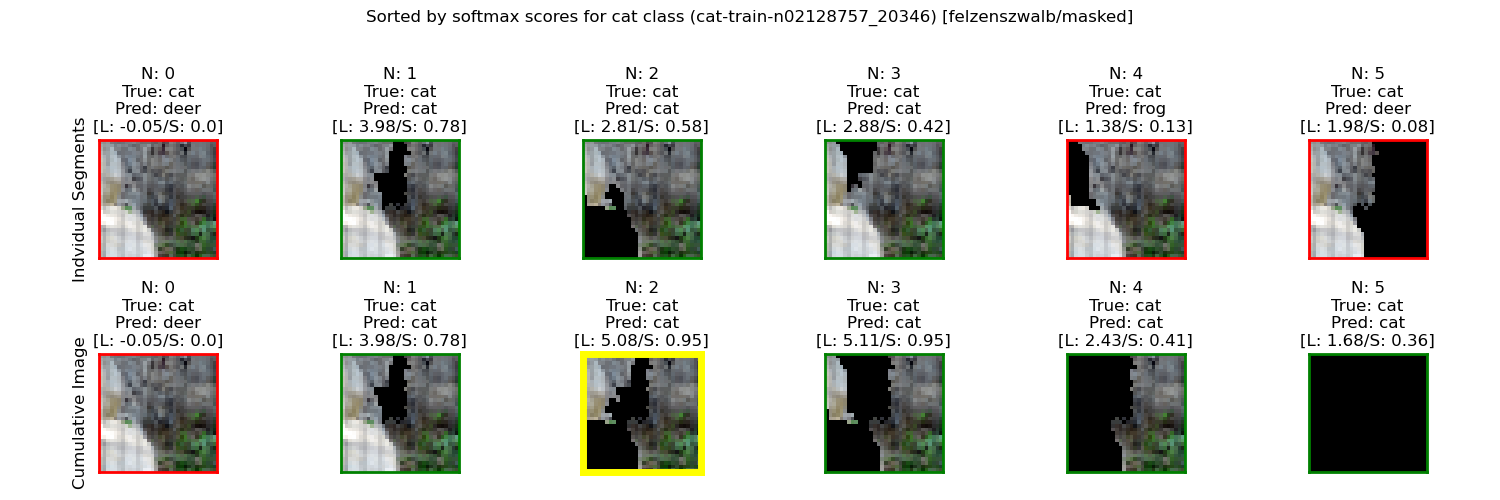 Sorted by softmax scores for cat class (cat-train-n02128757_20346) [felzenszwalb/masked]
Indvidual Segments
N: 0
True: cat
Pred: deer
[L: -0.05/S: 0.0]
N: 1
True: cat
Pred: cat
[L: 3.98/S: 0.78]
N: 2
True: cat
Pred: cat
[L: 2.81/S: 0.58]
N: 3
True: cat
Pred: cat
[L: 2.88/S: 0.42]
N: 4
True: cat
Pred: frog
[L: 1.38/S: 0.13]
N: 5
True: cat
Pred: deer
[L: 1.98/S: 0.08]
Cumulative Image
N: 0
True: cat
Pred: deer
[L: -0.05/S: 0.0]
N: 1
True: cat
Pred: cat
[L: 3.98/S: 0.78]
N: 2
True: cat
Pred: cat
[L: 5.08/S: 0.95]
N: 3
True: cat
Pred: cat
[L: 5.11/S: 0.95]
N: 4
True: cat
Pred: cat
[L: 2.43/S: 0.41]
N: 5
True: cat
Pred: cat
[L: 1.68/S: 0.36]